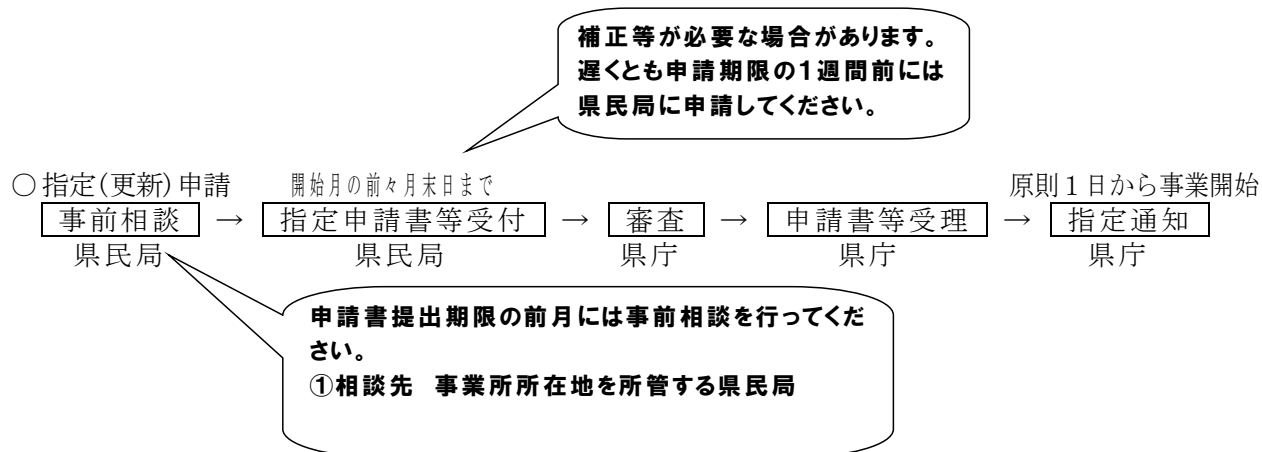 補正等が必要な場合があります。
遅くとも申請期限の1週間前には
県民局に申請してください。
○指定(更新)申請 開始月の前々月末日まで 原則1日から事業開始
事前相談 → 指定申請書等受付 → 審査 → 申請書等受理 → 指定通知
県民局 県民局 県庁 県庁 県庁
申請書提出期限の前月には事前相談を行ってくだ
さい。
①相談先 事業所所在地を所管する県民局